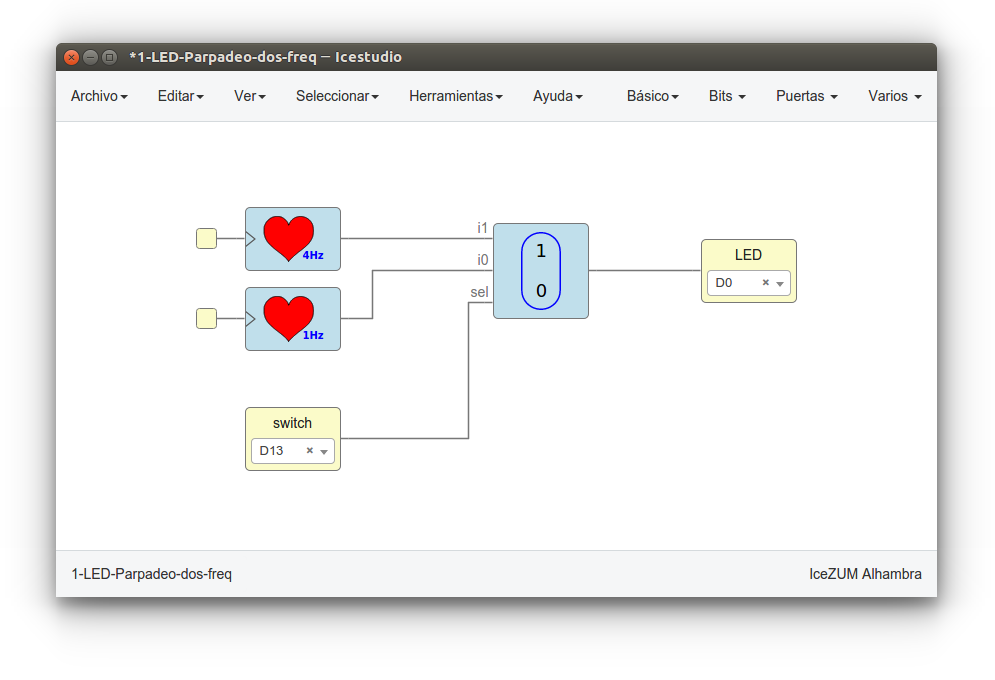 *1-LED-Parpadeo-dos-freq — Icestudio
Archivo Editar Ver Seleccionar Herramientas Ayuda Básico Bits Puertas Varios
4Hz
i1
1
LED
i0
D0
0
sel
1Hz
switch
D13
1-LED-Parpadeo-dos-freq IceZUM Alhambra